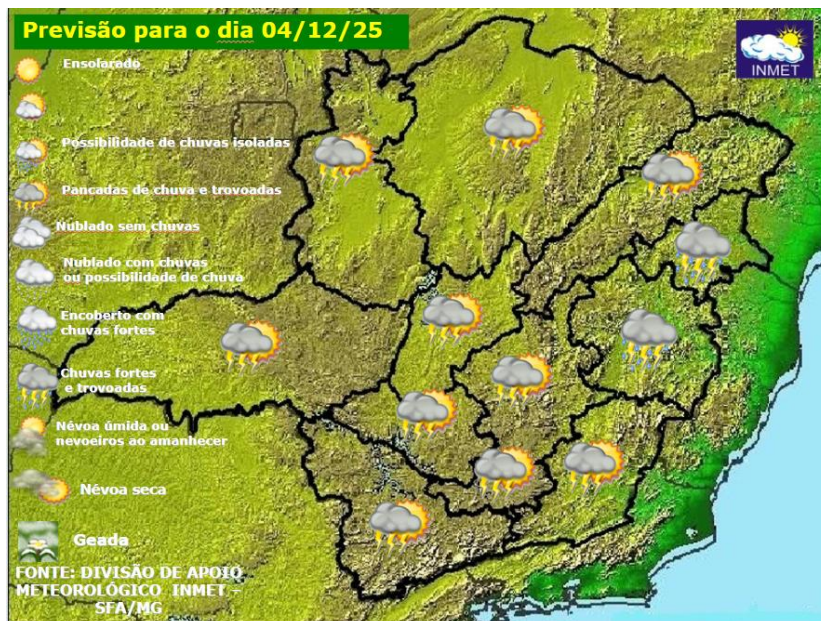 Previsão para o dia 04/12/25
INMET
Ensolarado
Possibilidade de chuvas isoladas
Pancadas de chuva e trovoadas
Nublado sem chuvas
Nublado com chuvas
ou possibilidade de chuva
Encoberto com
chuvas fortes
Chuvas fortes
e trovoadas
Névoa úmida ou
nevoeiros ao amanhecer
Névoa seca
Geada
FONTE: DIVISÃO DE APOIO
METEOROLÓGICO INMET –
SFA/MG